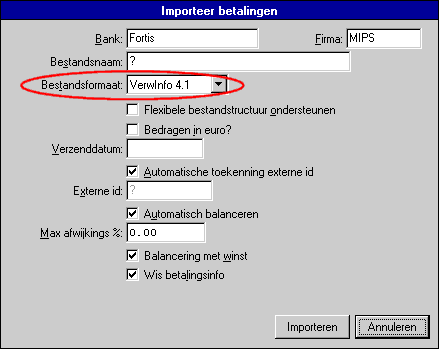 Importeer betalingen
Bank: Fortis Firma: MIPS
Bestandsnaam: ?
Bestandsformaat: VerwInfo 4.1
Flexibele bestandstructuur ondersteunen
Bedragen in euro?
Verzenddatum:
Automatische toekenning externe id
Externe id: ?
Automatisch balanceren
Max afwijkings %: 0.00
Balancering met winst
Wis betalingsinfo
Importeren Annuleren